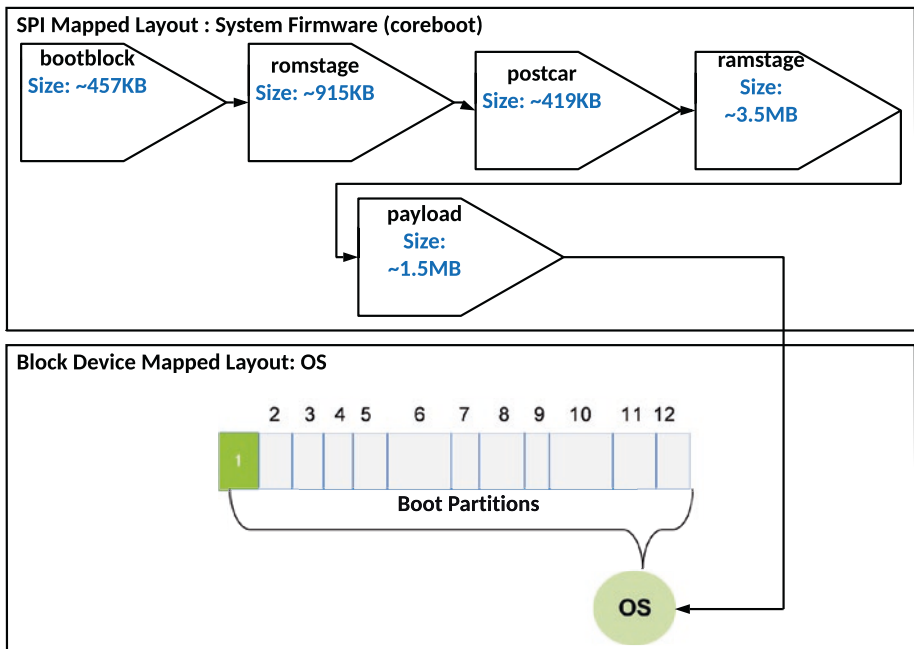 SPI Mapped Layout : System Firmware (coreboot)
bootblock
Size: ~457KB
romstage
Size: ~915KB
postcar
Size: ~419KB
ramstage
Size:
~3.5MB
payload
Size:
~1.5MB
Block Device Mapped Layout: OS
2 3 4 5 6 7 8 9 10 11 12
1
Boot Partitions
OS